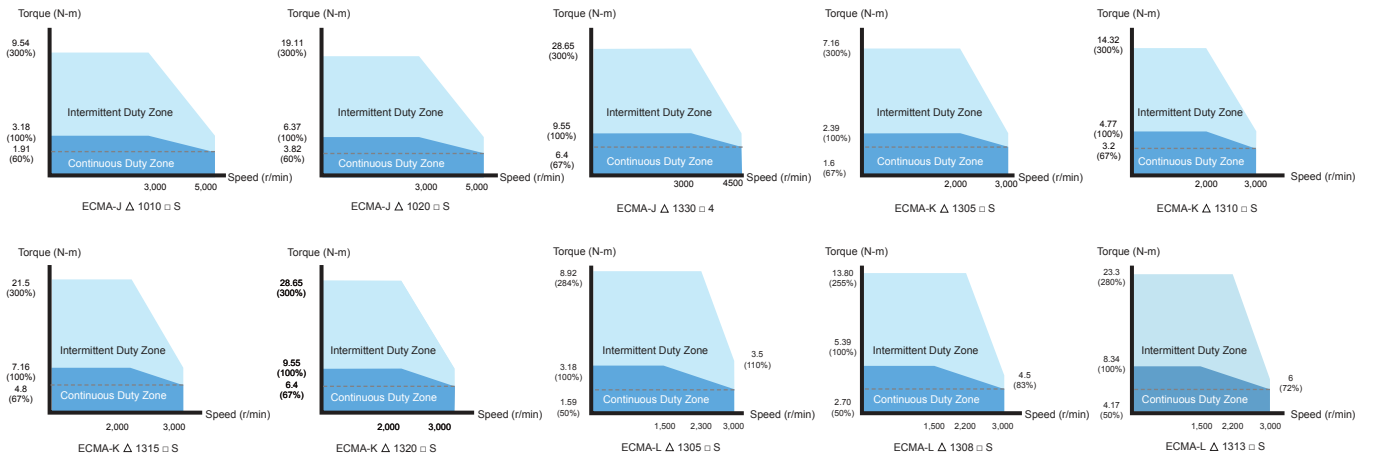 Torque (N-m)
9.54
(300%)
3.18
(100%)
1.91
(60%)
Intermittent Duty Zone
Continuous Duty Zone
Speed (r/min)
3,000
5,000
ECMA-J △ 1010 □ S
Torque (N-m)
19.11
(300%)
6.37
(100%)
3.82
(60%)
Intermittent Duty Zone
Continuous Duty Zone
Speed (r/min)
3,000
5,000
ECMA-J △ 1020 □ S
Torque (N-m)
28.65
(300%)
9.55
(100%)
6.4
(67%)
Intermittent Duty Zone
Continuous Duty Zone
Speed (r/min)
3000
4500
ECMA-J △ 1330 □ 4
Torque (N-m)
7.16
(300%)
2.39
(100%)
1.6
(67%)
Intermittent Duty Zone
Continuous Duty Zone
Speed (r/min)
2,000
3,000
ECMA-K △ 1305 □ S
Torque (N-m)
14.32
(300%)
4.77
(100%)
3.2
(67%)
Intermittent Duty Zone
Continuous Duty Zone
Speed (r/min)
2,000
3,000
ECMA-K △ 1310 □ S
Torque (N-m)
21.5
(300%)
7.16
(100%)
4.8
(67%)
Intermittent Duty Zone
Continuous Duty Zone
Speed (r/min)
2,000
3,000
ECMA-K △ 1315 □ S
Torque (N-m)
28.65
(300%)
9.55
(100%)
6.4
(67%)
Intermittent Duty Zone
Continuous Duty Zone
Speed (r/min)
2,000
3,000
ECMA-K △ 1320 □ S
Torque (N-m)
8.92
(284%)
3.18
(100%)
1.59
(50%)
Intermittent Duty Zone
Continuous Duty Zone
3.5
(110%)
Speed (r/min)
1,500
2,300
3,000
ECMA-L △ 1305 □ S
Torque (N-m)
13.80
(255%)
5.39
(100%)
2.70
(50%)
Intermittent Duty Zone
Continuous Duty Zone
4.5
(83%)
Speed (r/min)
1,500
2,200
3,000
ECMA-L △ 1308 □ S
Torque (N-m)
23.3
(280%)
8.34
(100%)
4.17
(50%)
Intermittent Duty Zone
Continuous Duty Zone
6
(72%)
Speed (r/min)
1,500
2,200
3,000
ECMA-L △ 1313 □ S